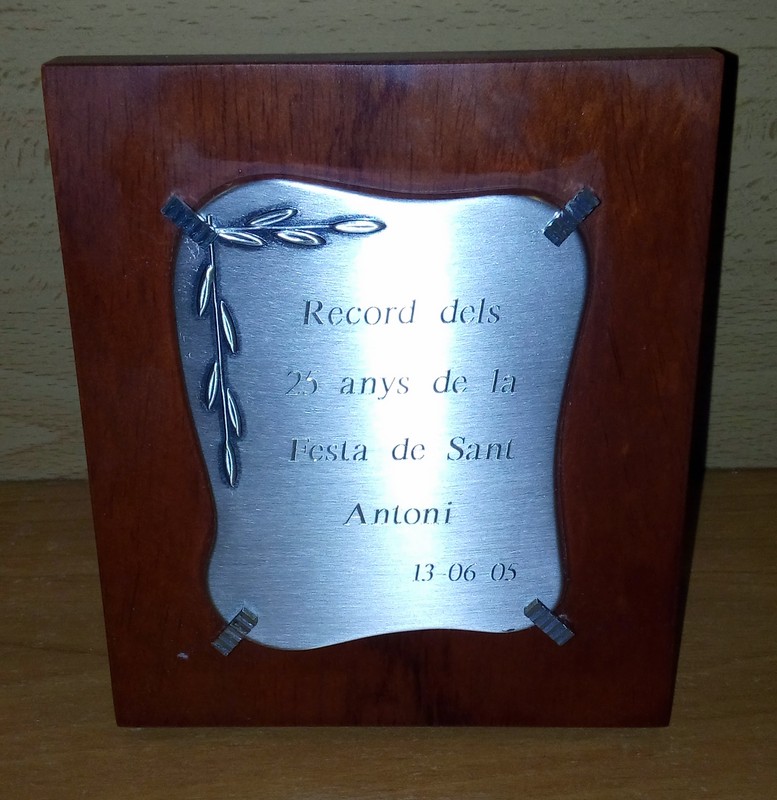 Record dels
25 anys de la
Festa de Sant
Antoni
13-06-05